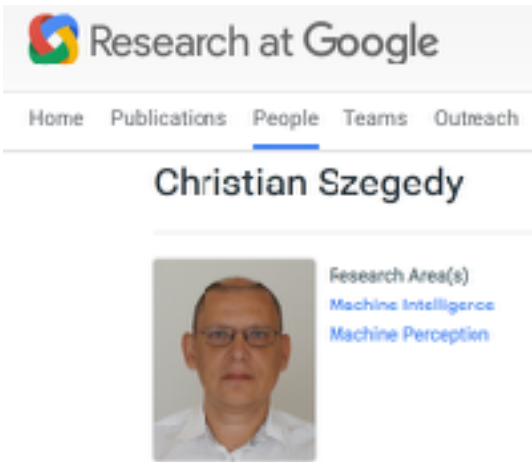 Research at Google
Home Publications People Teams Outreach
Christian Szegedy
Research Area(s)
Machine Intelligence
Machine Perception